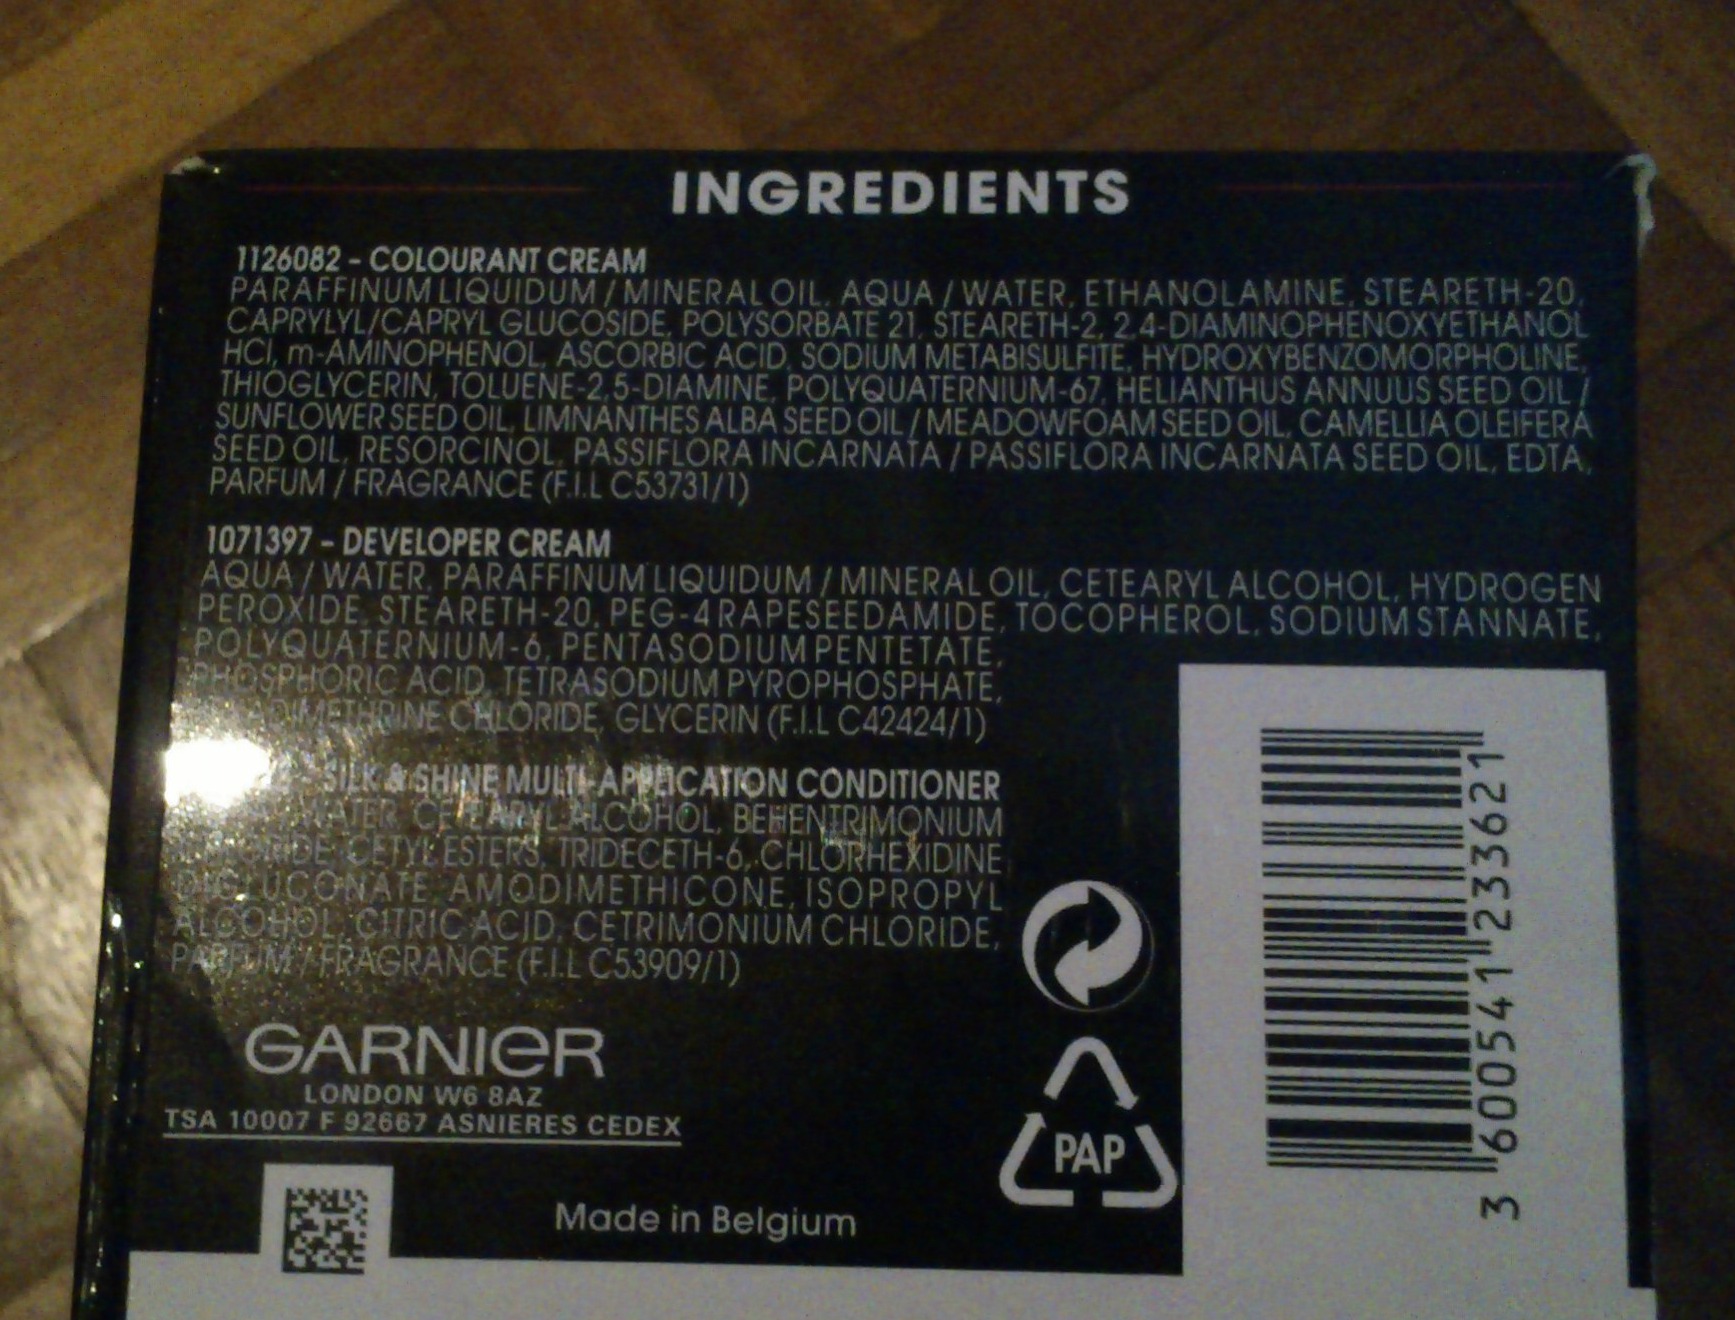 INGREDIENTS
1126082 – COLOURANT CREAM
PARAFFINUM LIQUIDUM / MINERAL OIL, AQUA / WATER, ETHANOLAMINE, STEARETH-20,
CAPRYLYL/CAPRYL GLUCOSIDE, POLYSORBATE 21, STEARETH-2, 2,4-DIAMINOPHENOXYETHANOL
HCl, m-AMINOPHENOL, ASCORBIC ACID, SODIUM METABISULFITE, HYDROXYBENZOMORPHOLINE,
THIOGLYCERIN, TOLUENE-2,5-DIAMINE, POLYQUATERNIUM-67, HELIANTHUS ANNUUS SEED OIL /
SUNFLOWER SEED OIL, LIMNANTHES ALBA SEED OIL / MEADOWFOAM SEED OIL, CAMELLIA OLEIFERA
SEED OIL, RESORCINOL, PASSIFLORA INCARNATA / PASSIFLORA INCARNATA SEED OIL, EDTA,
PARFUM / FRAGRANCE (F.I.L C53731/1)
1071397 – DEVELOPER CREAM
AQUA / WATER, PARAFFINUM LIQUIDUM / MINERAL OIL, CETEARYL ALCOHOL, HYDROGEN
PEROXIDE, STEARETH-20, PEG-4 RAPESEEDAMIDE, TOCOPHEROL, SODIUM STANNATE,
POLYQUATERNIUM-6, PENTASODIUM PENTETATE,
PHOSPHORIC ACID, TETRASODIUM PYROPHOSPHATE,
CHLORIDE, GLYCERIN (F.I.L C42424/1)
– SILK & SHINE MULTI-APPLICATION CONDITIONER
WATER, CETEARYL ALCOHOL, BEHENTRIMONIUM
CHLORIDE, CETYL ESTERS, TRIDECETH-6, CHLORHEXIDINE
DIGLUCONATE, AMODIMETHICONE, ISOPROPYL
ALCOHOL, CITRIC ACID, CETRIMONIUM CHLORIDE,
PARFUM / FRAGRANCE (F.I.L C53909/1)
GARNIER
LONDON W6 8AZ
TSA 10007 F 92667 ASNIERES CEDEX
Made in Belgium
PAP
3 600541 233621